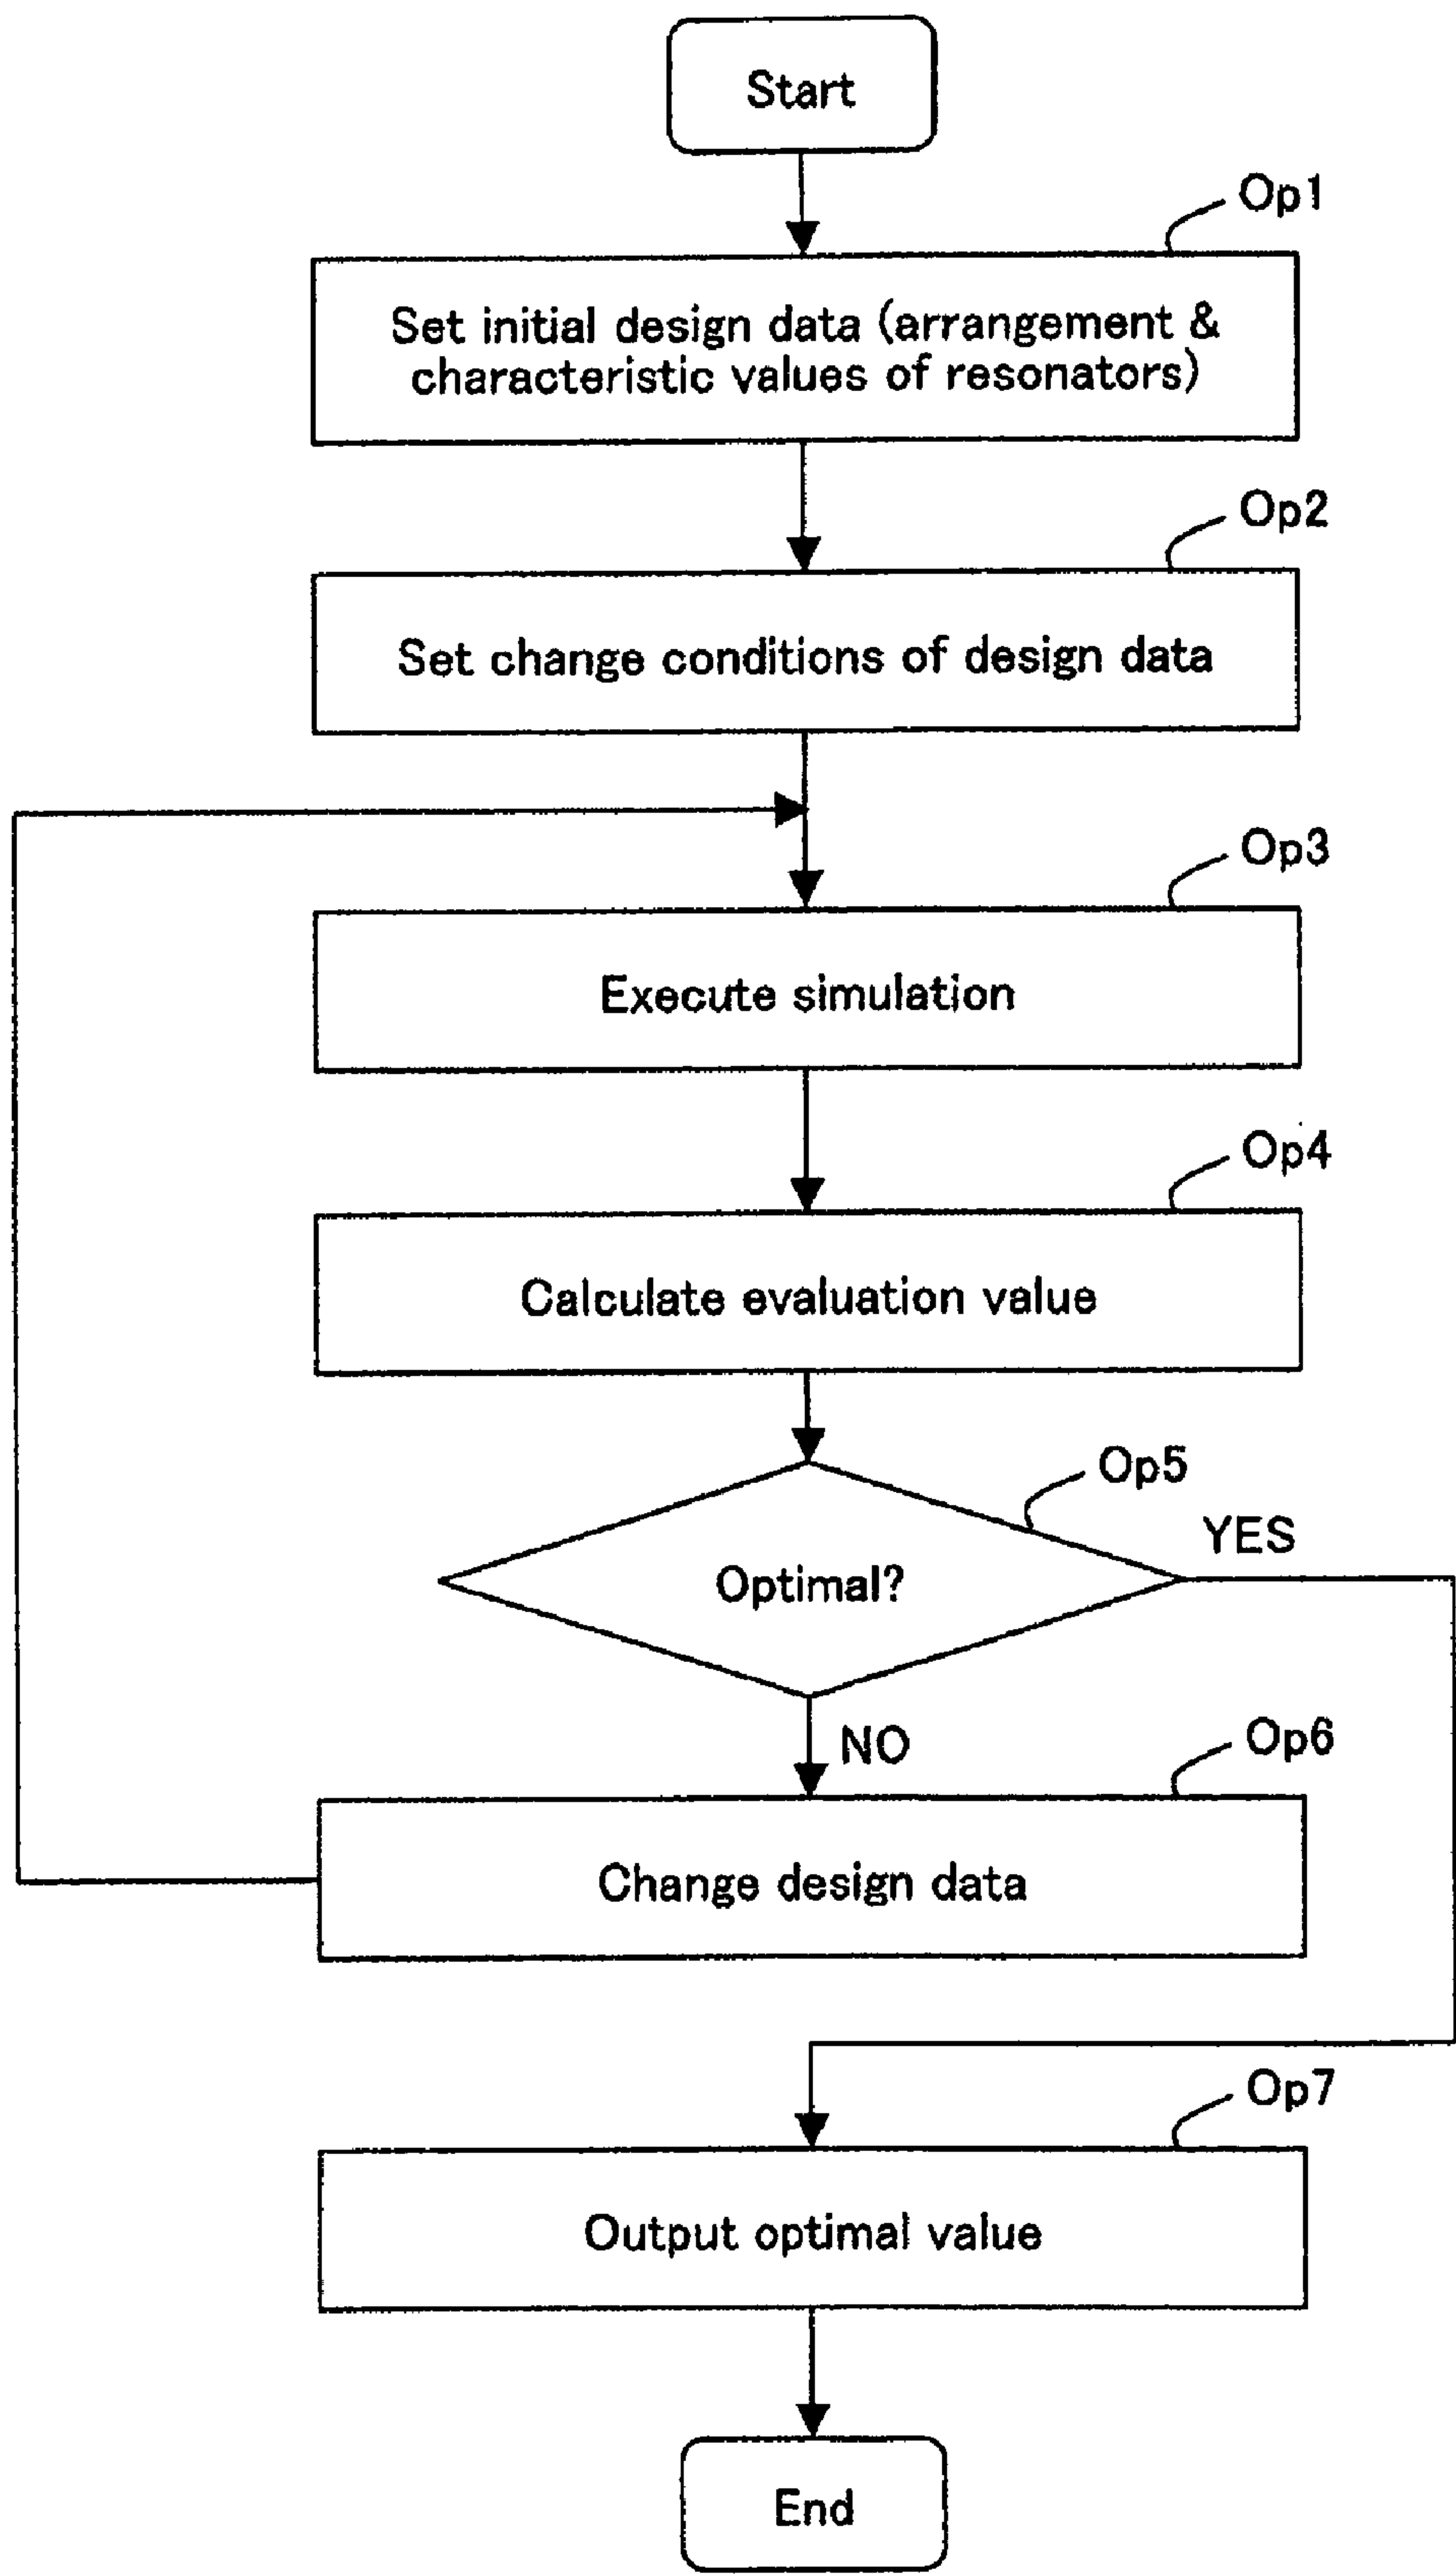 Start
Op1
Set initial design data (arrangement &
characteristic values of resonators)
Op2
Set change conditions of design data
Op3
Execute simulation
Op4
Calculate evaluation value
Op5
Optimal?
YES
NO
Op6
Change design data
Op7
Output optimal value
End